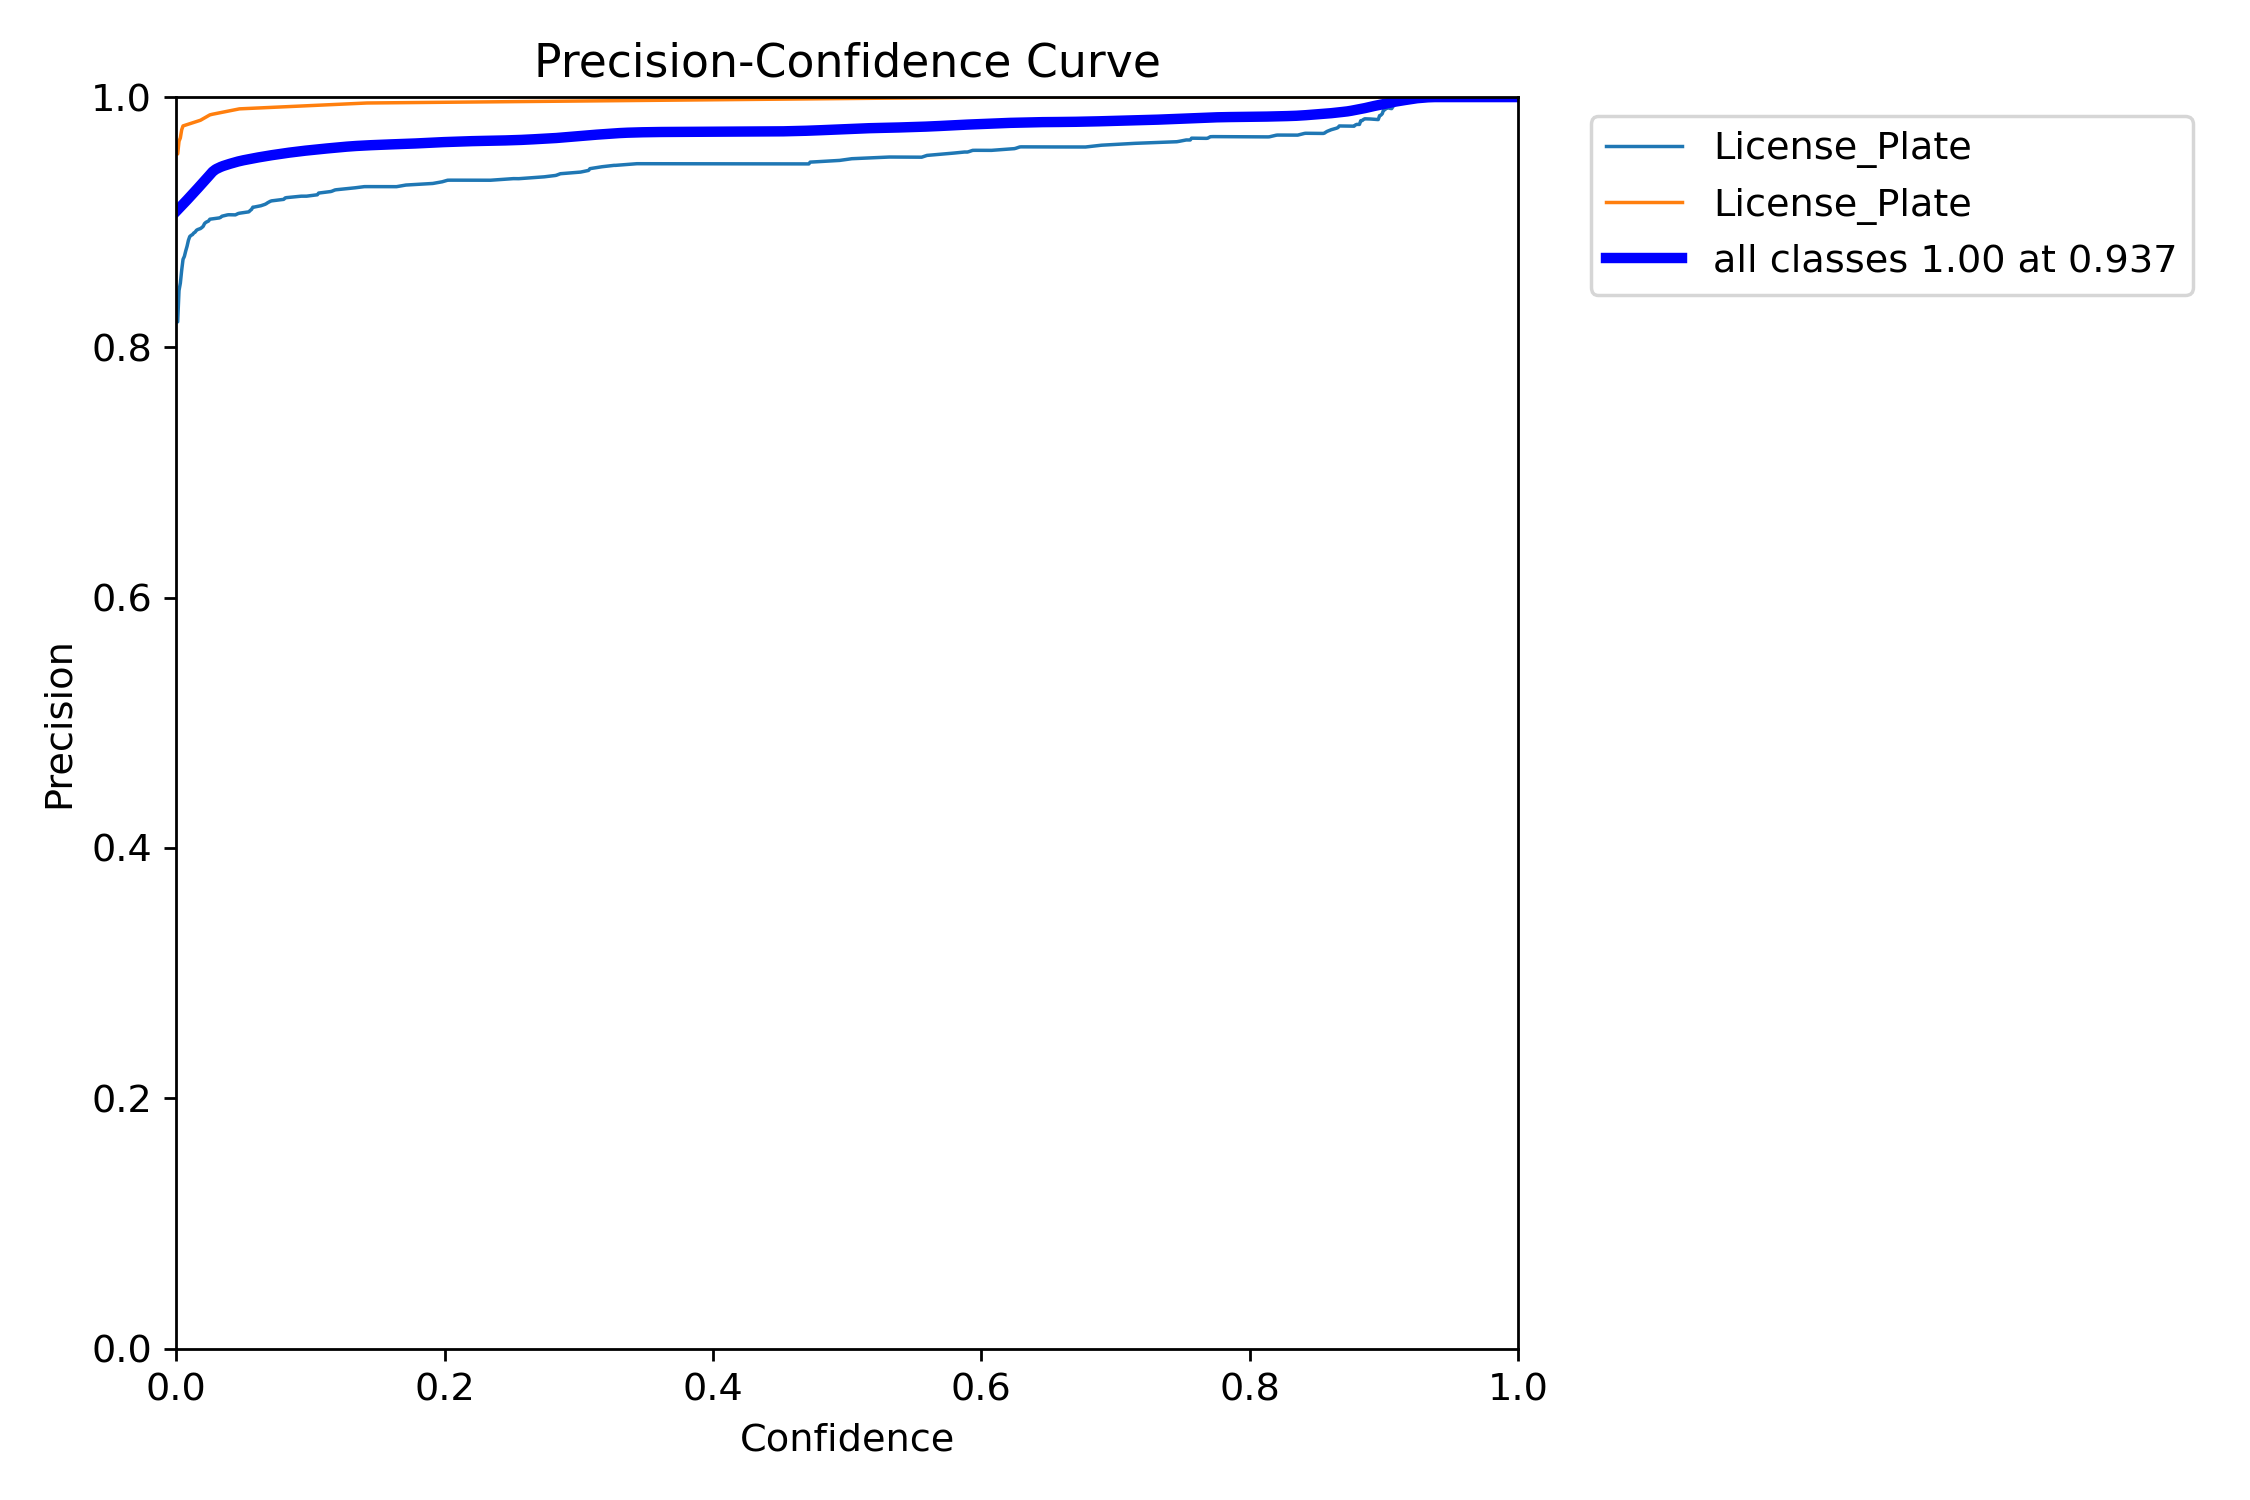 Precision-Confidence Curve
1.0
0.8
0.6
0.4
0.2
0.0
Precision
0.0 0.2 0.4 0.6 0.8 1.0
Confidence
License_Plate
License_Plate
all classes 1.00 at 0.937